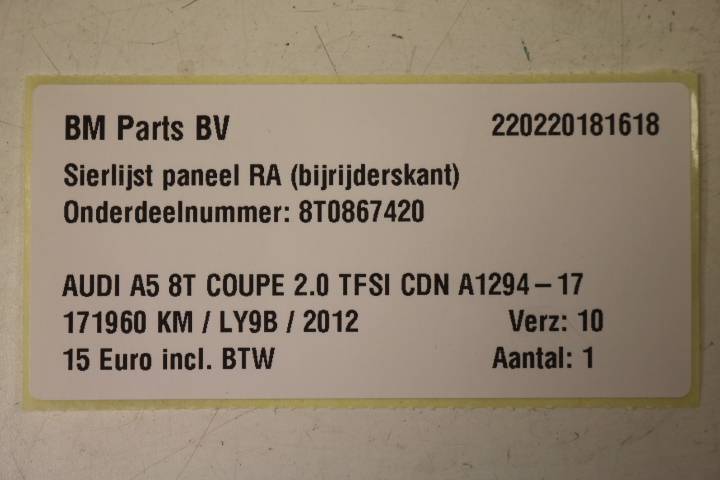 BM Parts BV 220220181618
Sierlijst paneel RA (bijrijderskant)
Onderdeelnummer: 8T0867420
AUDI A5 8T COUPE 2.0 TFSI CDN A1294-17
171960 KM / LY9B / 2012 Verz: 10
15 Euro incl. BTW Aantal: 1